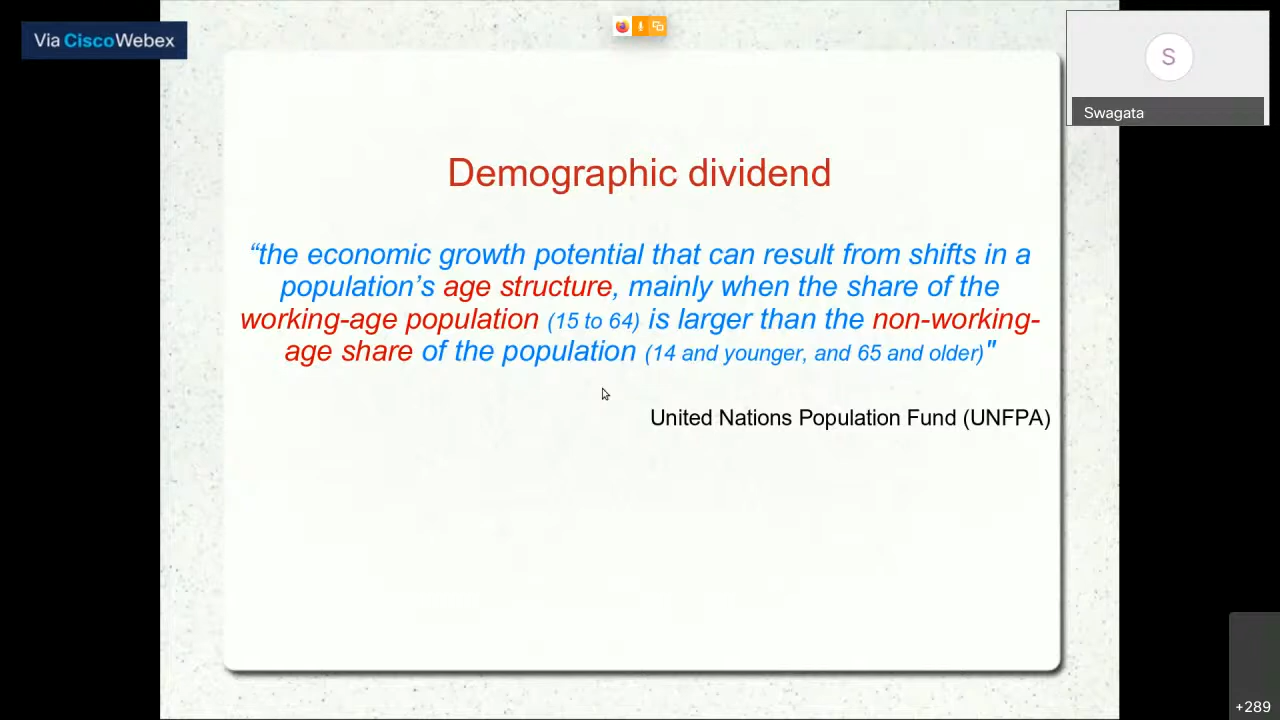 Via CiscoWebex
S
Swagata
Demographic dividend
“the economic growth potential that can result from shifts in a
population’s age structure, mainly when the share of the
working-age population (15 to 64) is larger than the non-working-
age share of the population (14 and younger, and 65 and older)"
United Nations Population Fund (UNFPA)
+289